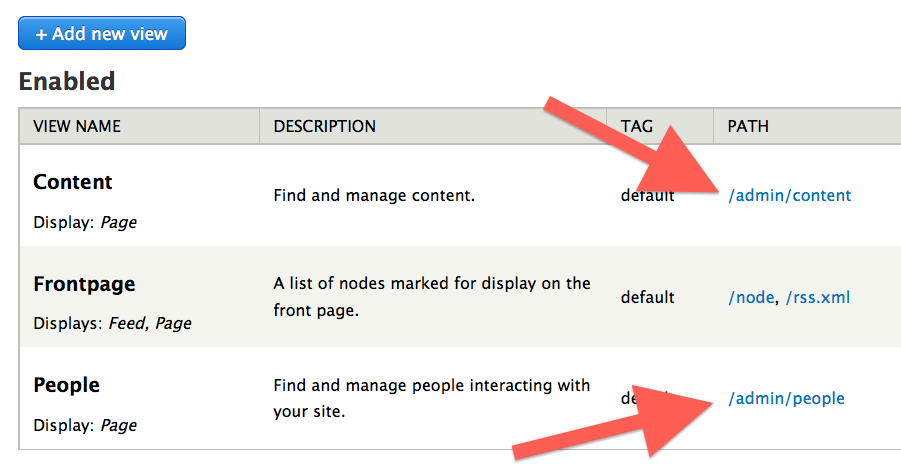 + Add new view
Enabled
VIEW NAME DESCRIPTION TAG PATH
Content
Find and manage content. default /admin/content
Display: Page
Frontpage
A list of nodes marked for display on the
front page.
default /node, /rss.xml
Displays: Feed, Page
People
Find and manage people interacting with
your site.
/admin/people
Display: Page